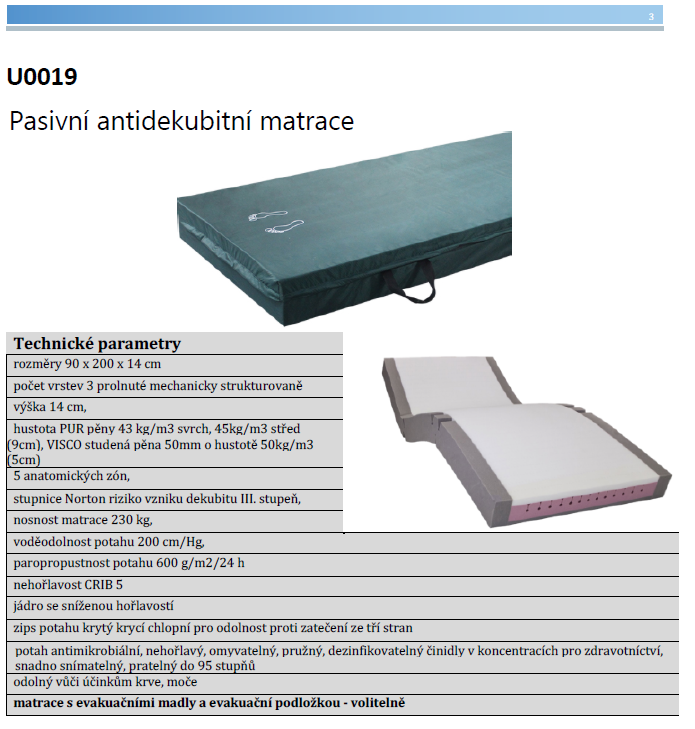 3
U0019
Pasivní antidekubitní matrace
Technické parametry
rozměry 90 x 200 x 14 cm
počet vrstev 3 prolnuté mechanicky strukturovaně
výška 14 cm,
hustota PUR pěny 43 kg/m3 svrch, 45kg/m3 střed
(9cm), VISCO studená pěna 50mm o hustotě 50kg/m3
(5cm)
5 anatomických zón,
stupnice Norton riziko vzniku dekubitu III. stupeň,
nosnost matrace 230 kg,
voděodolnost potahu 200 cm/Hg,
paropropustnost potahu 600 g/m2/24 h
nehořlavost CRIB 5
jádro se sníženou hořlavostí
zips potahu krytý krycí chlopní pro odolnost proti zatečení ze tří stran
potah antimikrobiální, nehořlavý, omyvatelný, pružný, dezinfikovatelný činidly v koncentracích pro zdravotníctví,
snadno snímatelný, pratelný do 95 stupňů
odolný vůči účinkům krve, moče
matrace s evakuačními madly a evakuační podložkou - volitelně